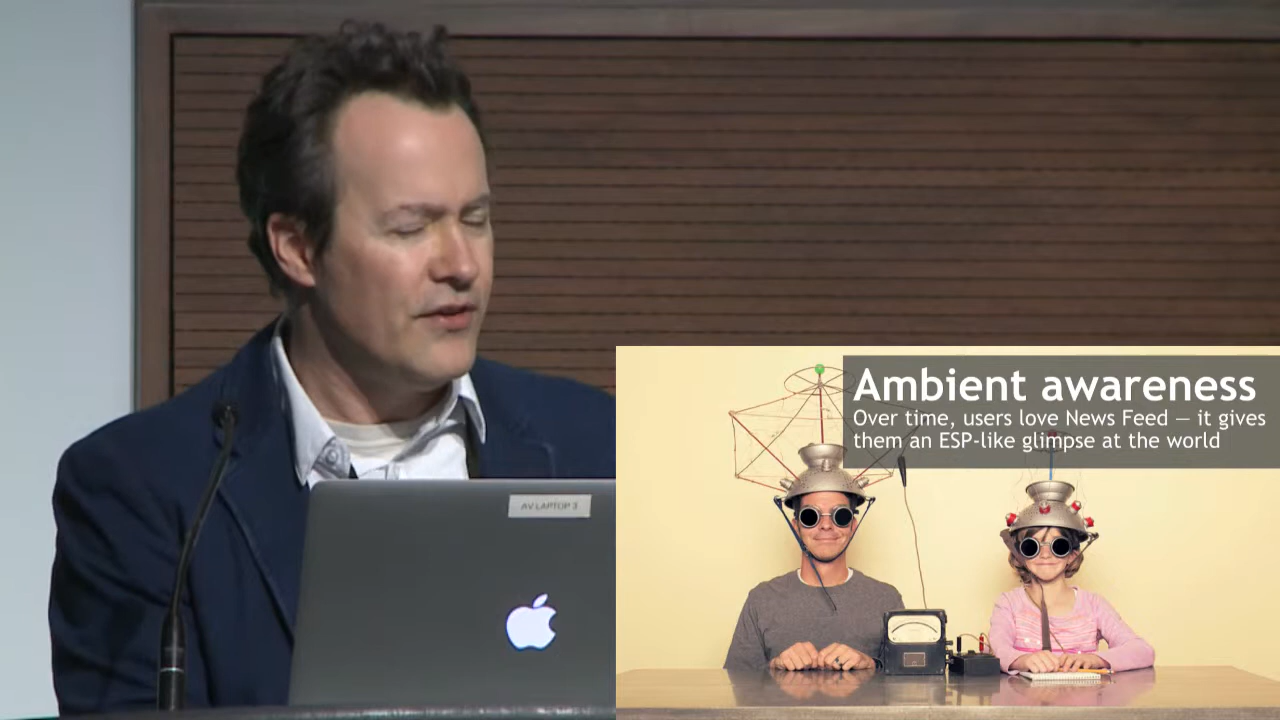 AV LAPTOP 3
Ambient awareness
Over time, users love News Feed — it gives
them an ESP-like glimpse at the world